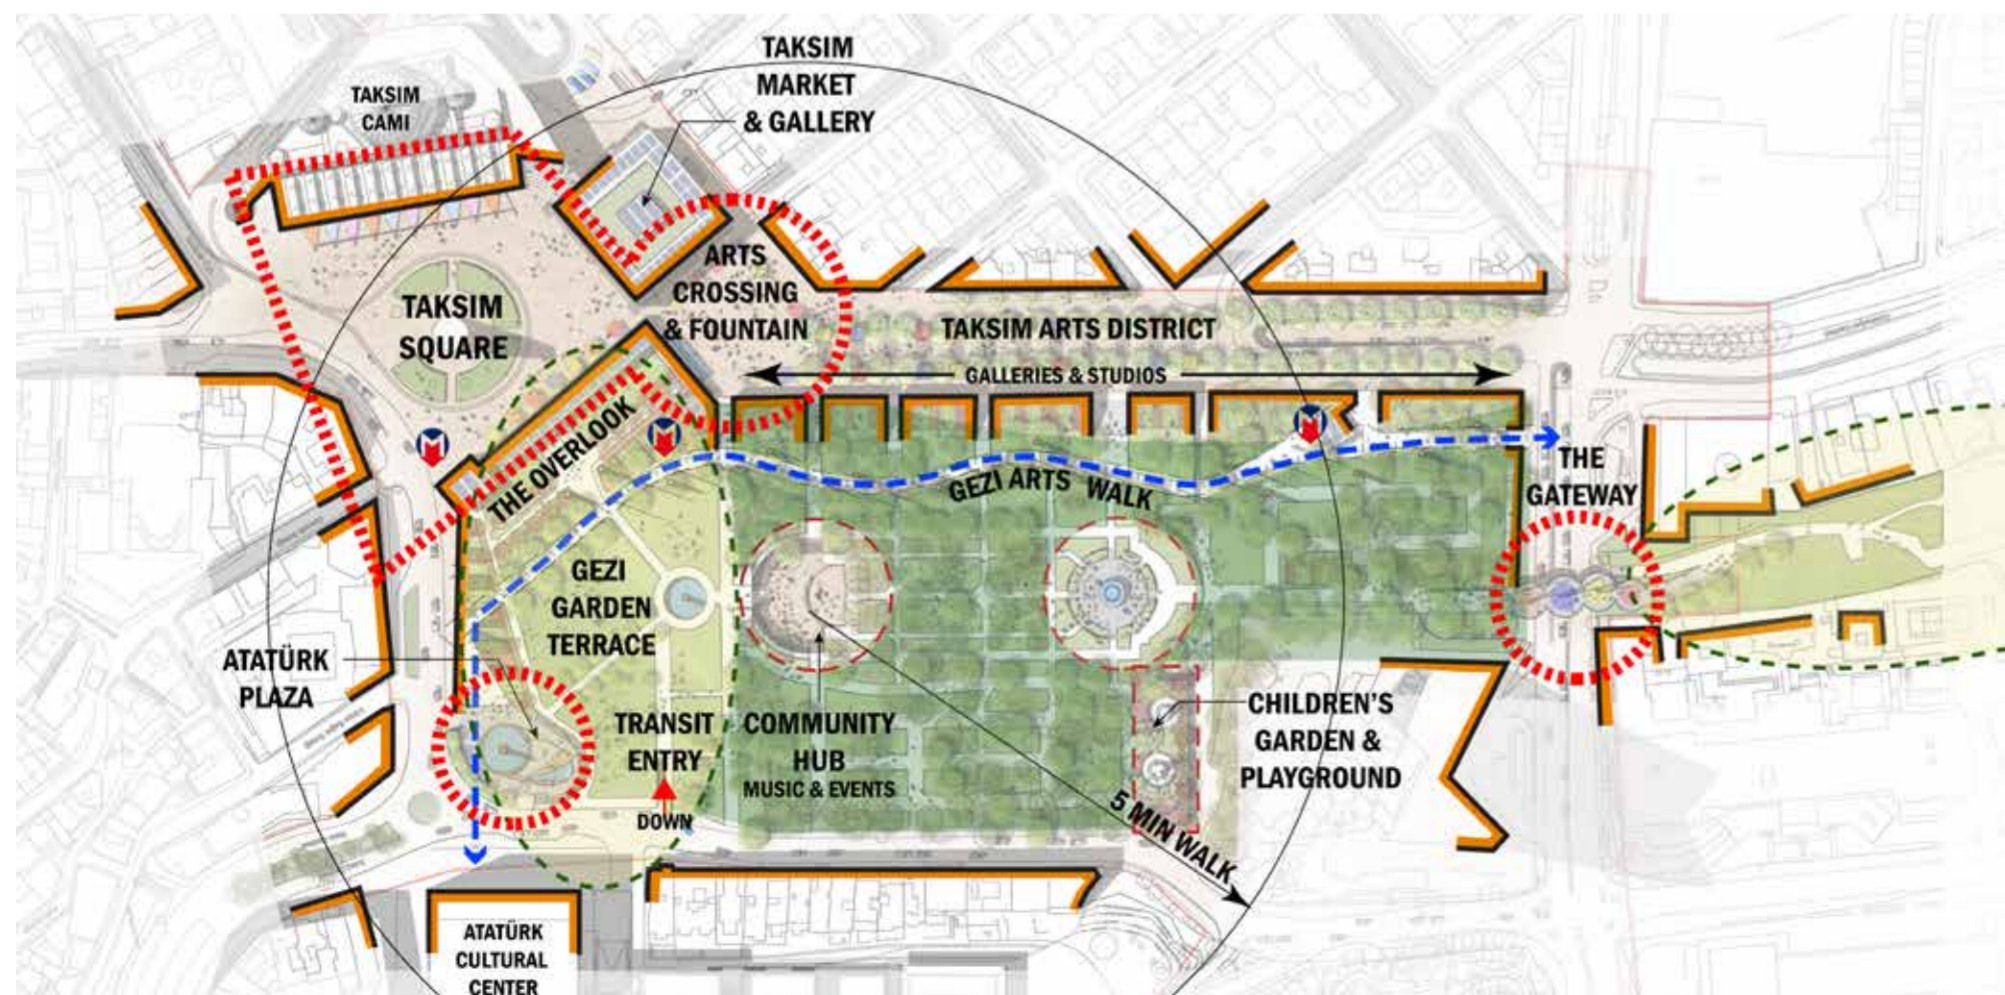 TAKSIM
MARKET
& GALLERY
TAKSIM
CAMI
ARTS
CROSSING
& FOUNTAIN
TAKSIM
SQUARE
TAKSIM ARTS DISTRICT
GALLERIES & STUDIOS
M
M
M
THE OVERLOOK
GEZI ARTS WALK
THE
GATEWAY
GEZI
GARDEN
TERRACE
ATATÜRK
PLAZA
TRANSIT
ENTRY
DOWN
COMMUNITY
HUB
MUSIC & EVENTS
CHILDREN'S
GARDEN &
PLAYGROUND
5 MIN WALK
ATATÜRK
CULTURAL
CENTER